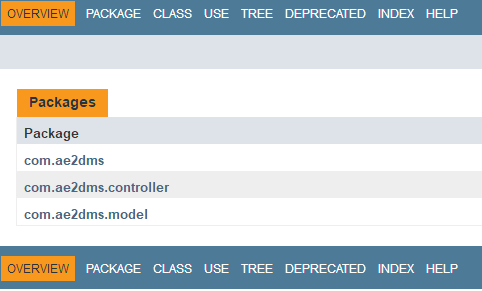 OVERVIEW PACKAGE CLASS USE TREE DEPRECATED INDEX HELP
Packages
Package
com.ae2dms
com.ae2dms.controller
com.ae2dms.model
OVERVIEW PACKAGE CLASS USE TREE DEPRECATED INDEX HELP